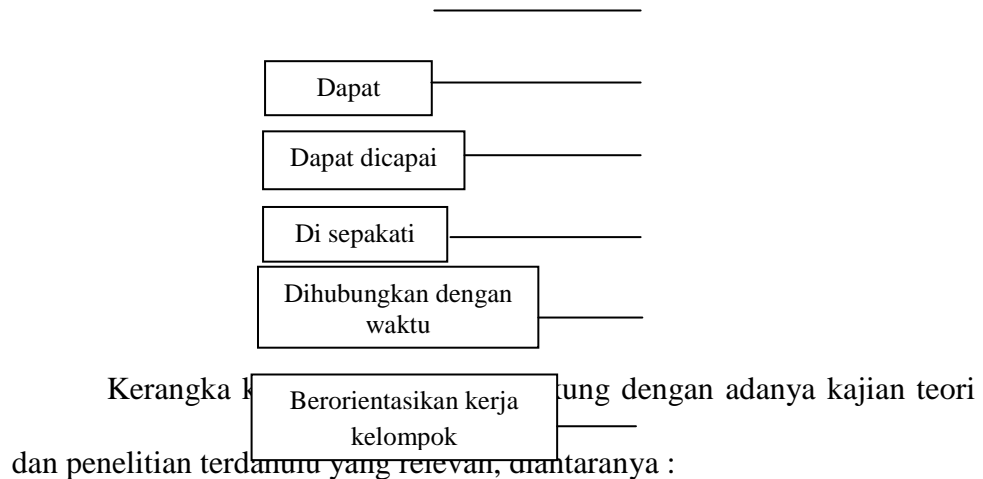 Dapat
Dapat dicapai
Di sepakati
Dihubungkan dengan
waktu
Kerangka k
kung dengan adanya kajian teori
Berorientasikan kerja
kelompok
dan penelitian terdahulu yang relevan, diantaranya :